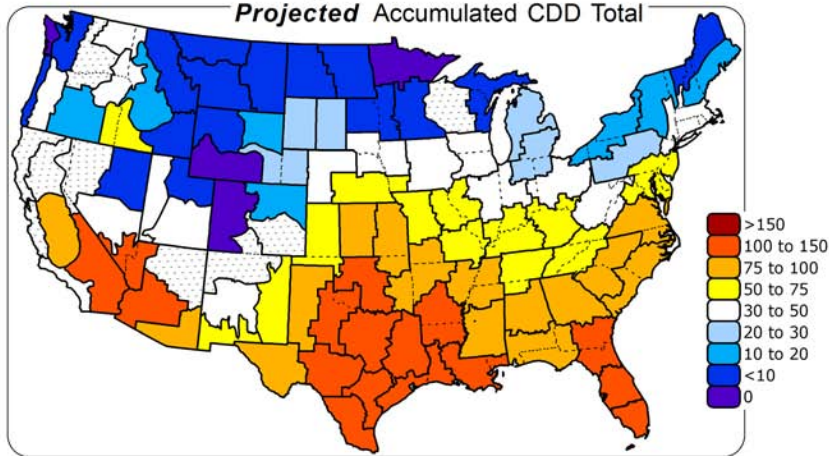 Projected Accumulated CDD Total
>150
100 to 150
75 to 100
50 to 75
30 to 50
20 to 30
10 to 20
<10
0